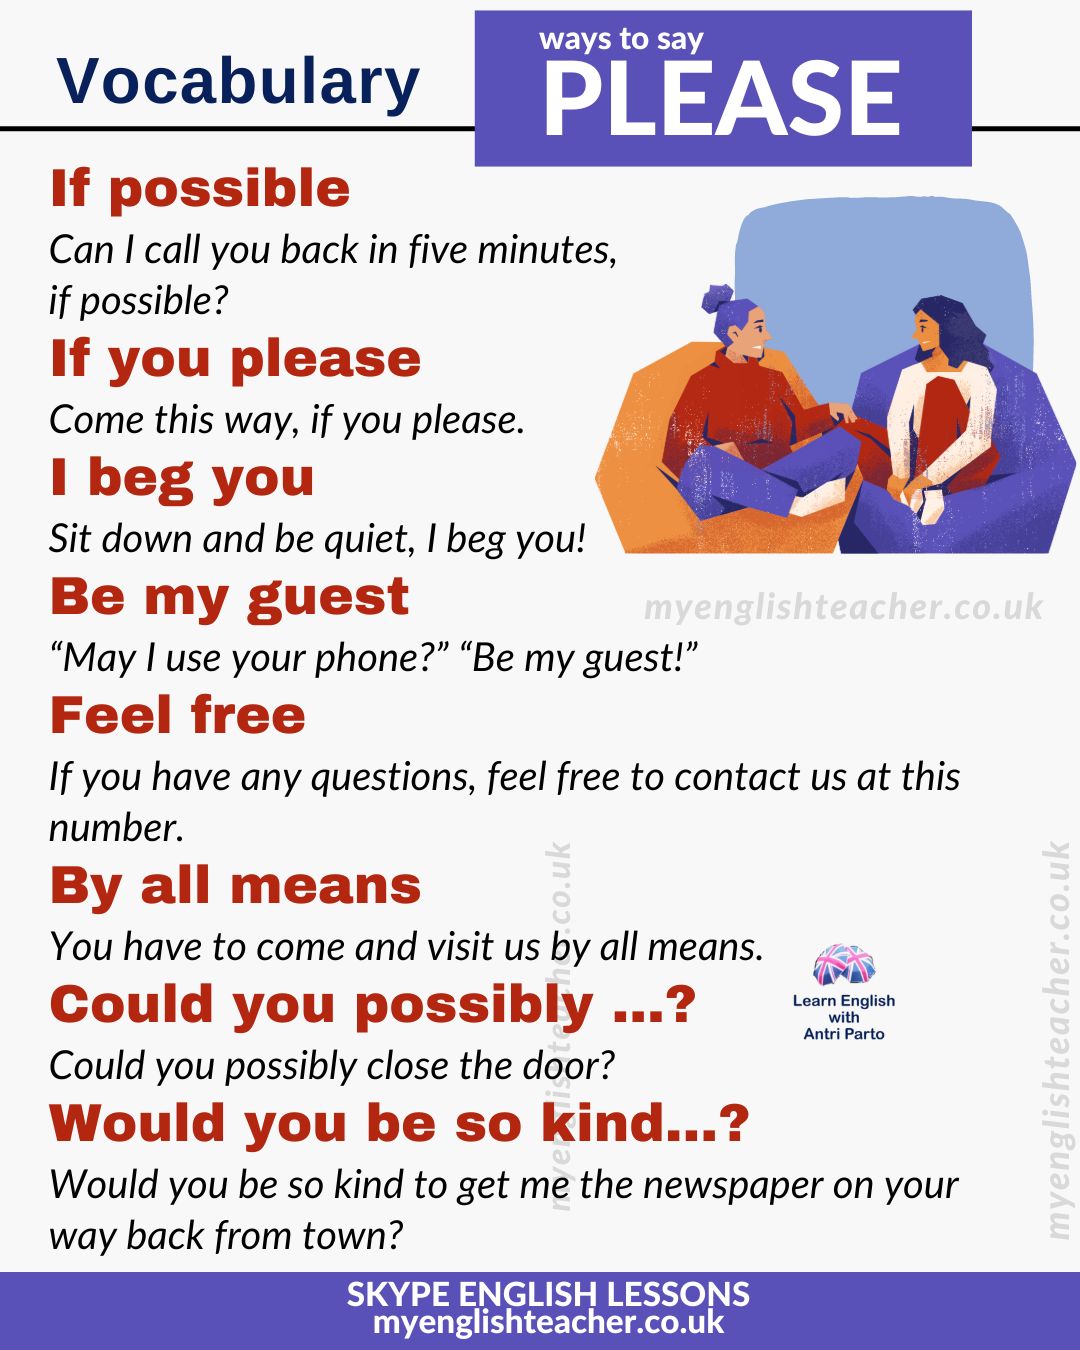 Vocabulary
ways to say
PLEASE
If possible
Can I call you back in five minutes,
if possible?
If you please
Come this way, if you please.
I beg you
Sit down and be quiet, I beg you!
Be my guest
myenglishteacher.co.uk
“May I use your phone?” “Be my guest!”
Feel free
If you have any questions, feel free to contact us at this
number.
By all means
You have to come and visit us by all means.
Could you possibly ...?
Learn English
with
Antri Parto
Could you possibly close the door?
Would you be so kind...?
Would you be so kind to get me the newspaper on your
way back from town?
myenglishteacher.co.uk
myenglishteacher.co.uk
SKYPE ENGLISH LESSONS
myenglishteacher.co.uk